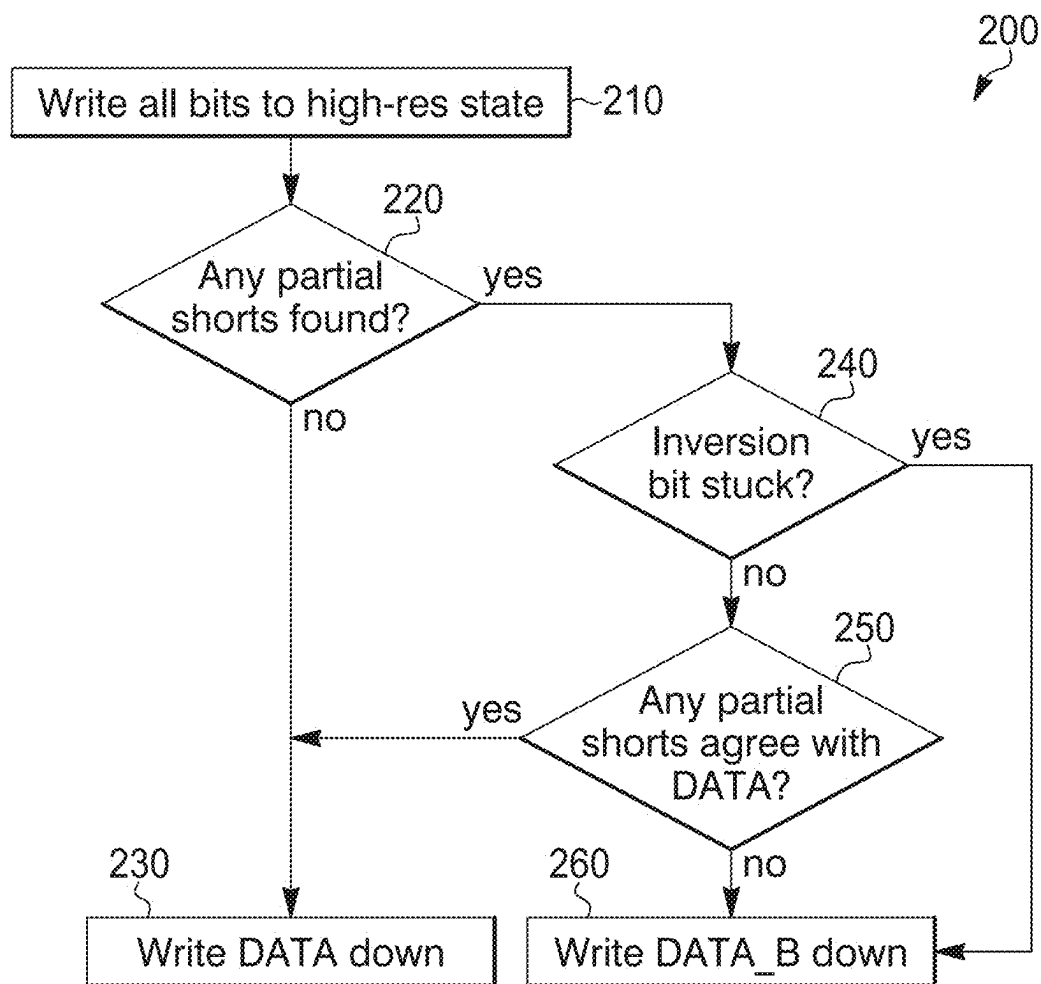 200
Write all bits to high-res state
210
220
Any partial
shorts found?
yes
no
240
Inversion
bit stuck?
yes
no
250
Any partial
shorts agree with
DATA?
yes
no
230
Write DATA down
260
Write DATA_B down